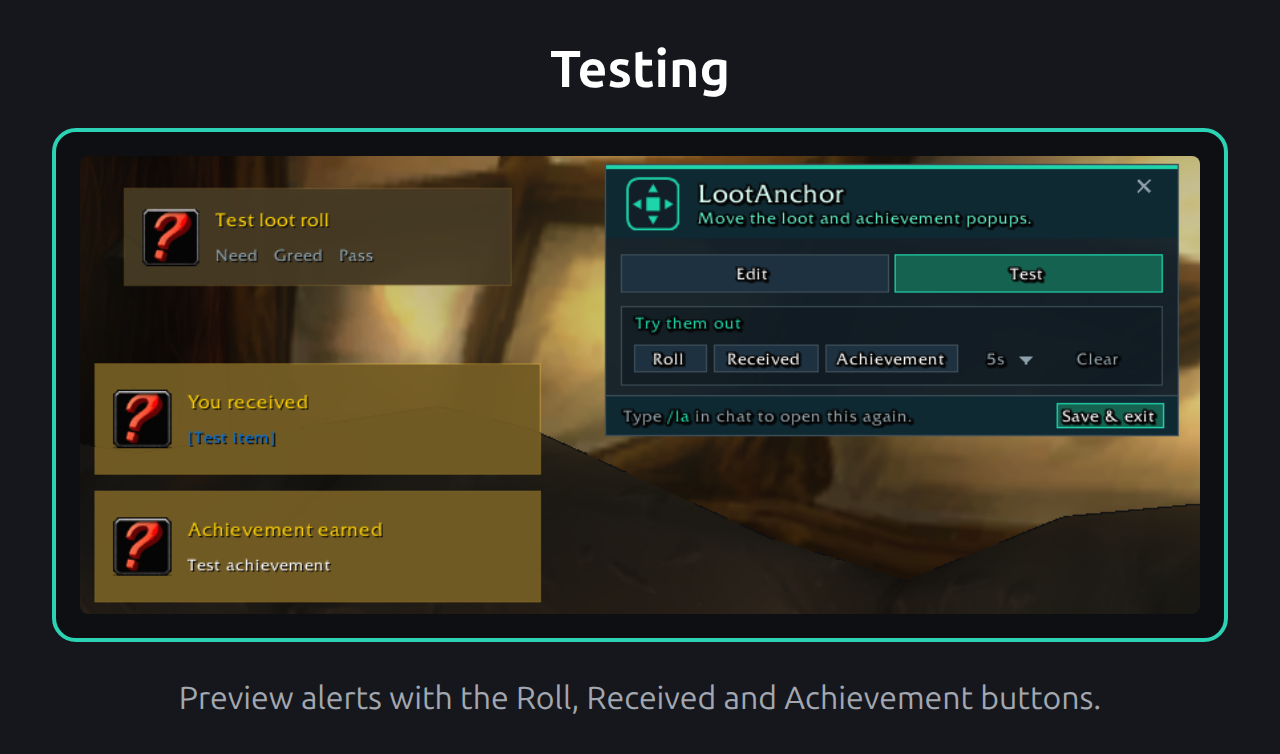 Testing
Test loot roll
Need Greed Pass
You received
[Test item]
Achievement earned
Test achievement
LootAnchor
Move the loot and achievement popups.
Edit Test
Try them out
Roll Received Achievement 5s Clear
Type /la in chat to open this again. Save & exit
Preview alerts with the Roll, Received and Achievement buttons.